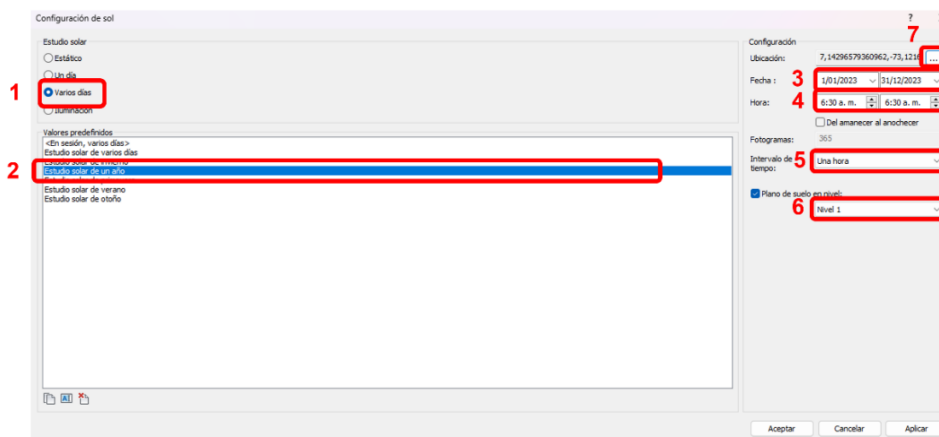 Configuración de sol
?
7
Estudio solar
Estático
Un día
1
Varios días
Iluminación
Valores predefinidos
<En sesión, varios días>
Estudio solar de varios días
Estudio solar de invierno
2
Estudio solar de un año
Estudio solar de verano
Estudio solar de otoño
Configuración
Ubicación:
7,14296579360962,-73,1216
...
Fecha :
3
1/01/2023
31/12/2023
Hora:
4
6:30 a. m.
6:30 a. m.
Del amanecer al anochecer
Fotogramas:
365
Intervalo de
tiempo:
5
Una hora
Plano de suelo en nivel:
6
Nivel 1
Aceptar
Cancelar
Aplicar